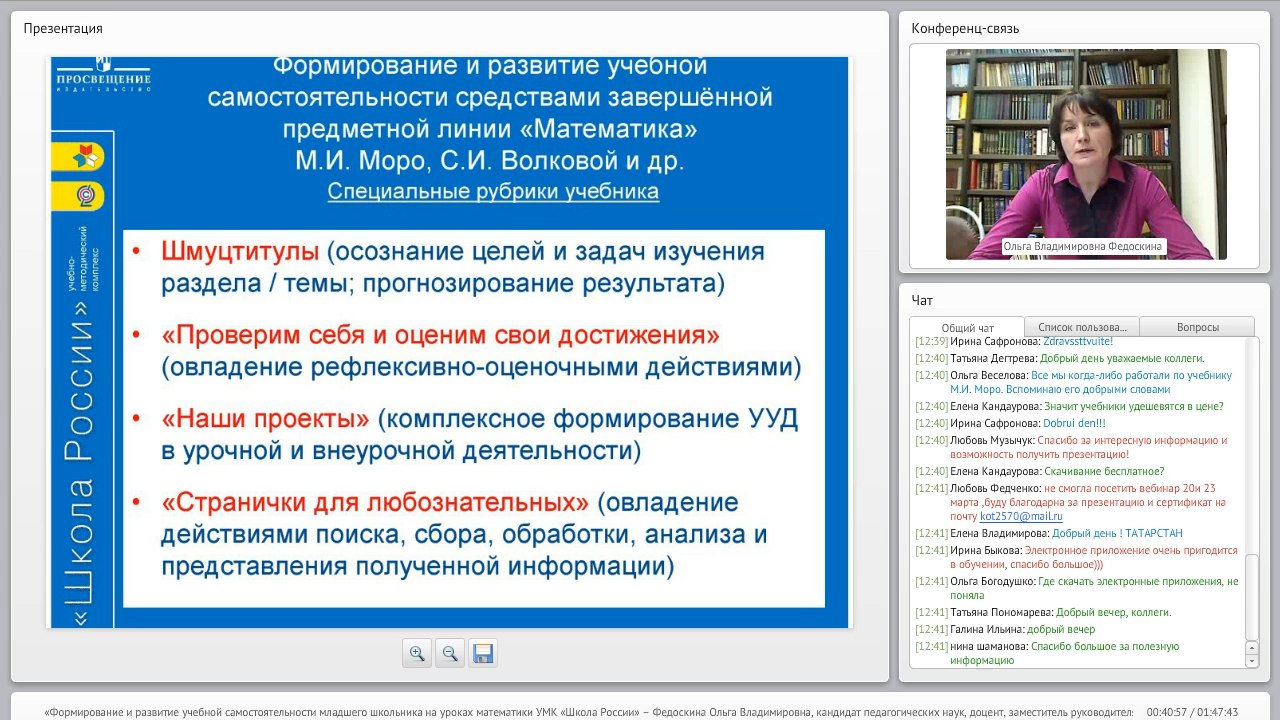 Презентация
ПРОСВЕЩЕНИЕ
ИЗДАТЕЛЬСТВО
Формирование и развитие учебной
самостоятельности средствами завершённой
предметной линии «Математика»
М.И. Моро, С.И. Волковой и др.
Специальные рубрики учебника
«Школа России»
учебно-
методический
комплекс
• Шмуцтитулы (осознание целей и задач изучения
раздела / темы; прогнозирование результата)
• «Проверим себя и оценим свои достижения»
(овладение рефлексивно-оценочными действиями)
• «Наши проекты» (комплексное формирование УУД
в урочной и внеурочной деятельности)
• «Странички для любознательных» (овладение
действиями поиска, сбора, обработки, анализа и
представления полученной информации)
Конференц-связь
Ольга Владимировна Федоскина
Чат
Общий чат
Список пользова...
Вопросы
[12:39] Ирина Сафронова: Zdravssttvuite!
[12:40] Татьяна Дегтрева: Добрый день уважаемые коллеги.
[12:40] Ольга Веселова: Все мы когда-либо работали по учебнику
М.И. Моро. Вспоминаю его добрыми словами
[12:40] Елена Кандаурова: Значит учебники удешевятся в цене?
[12:40] Ирина Сафронова: Dobrui den!!!
[12:40] Любовь Музычук: Спасибо за интересную информацию и
возможность получить презентацию!
[12:40] Елена Кандаурова: Скачивание бесплатное?
[12:41] Любовь Федченко: не смогла посетить вебинар 20и 23
марта ,буду благодарна за презентацию и сертификат на
почту kot2570@mail.ru
[12:41] Елена Владимирова: Добрый день ! ТАТАРСТАН
[12:41] Ирина Быкова: Электронное приложение очень пригодится
в обучении, спасибо большое)))
[12:41] Ольга Богодушко: Где скачать электронные приложения, не
поняла
[12:41] Татьяна Пономарева: Добрый вечер, коллеги.
[12:41] Галина Ильина: добрый вечер
[12:41] нина шаманова: Спасибо большое за полезную
информацию
«Формирование и развитие учебной самостоятельности младшего школьника на уроках математики УМК «Школа России» – Федоскина Ольга Владимировна, кандидат педагогических наук, доцент, заместитель руководител
00:40:57 / 01:47:43